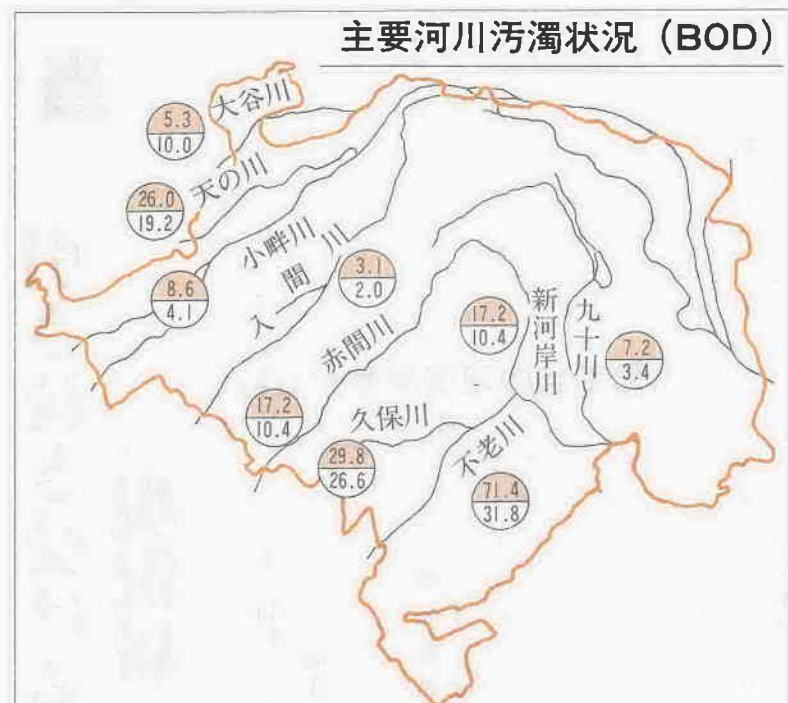 主要河川汚濁状況（BOD）
大谷川
5.3
10.0
天の川
26.0
19.2
小畔川
8.6
4.1
入間川
3.1
2.0
赤間川
17.2
10.4
新河岸川
17.2
10.4
九十川
7.2
3.4
久保川
29.8
26.6
不老川
71.4
31.8